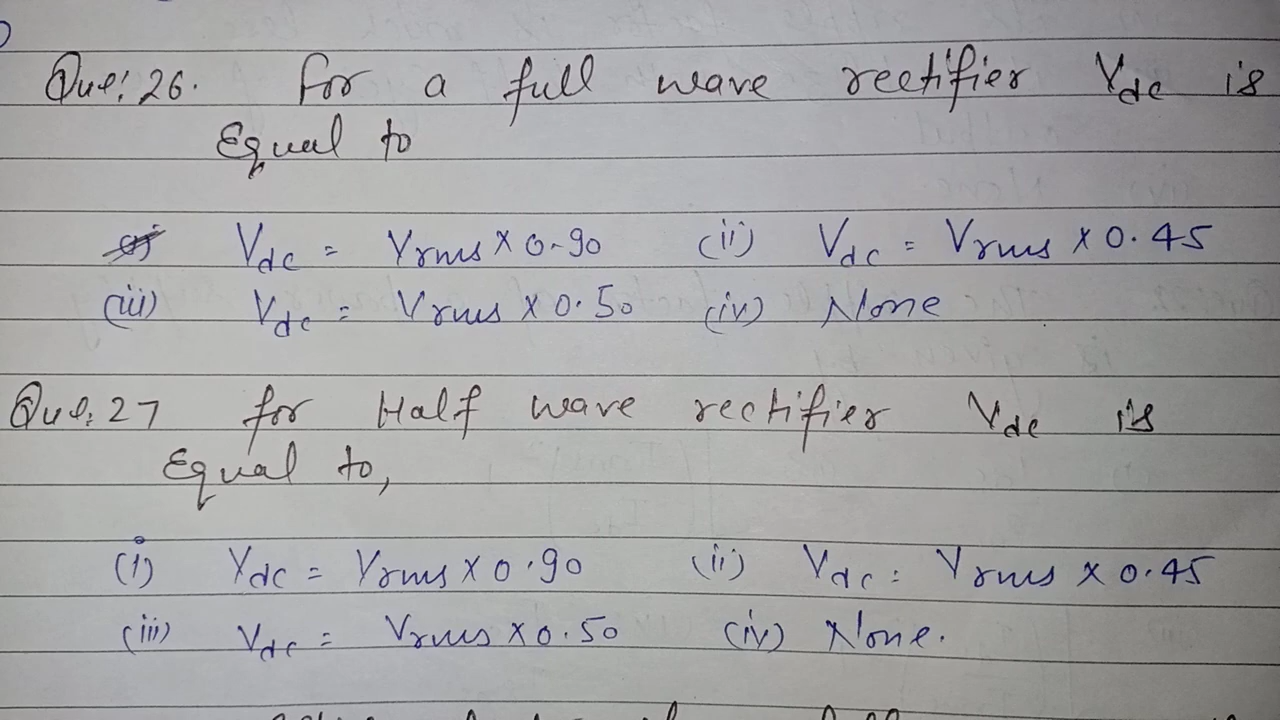 Que: 26. for a full wave rectifier Vdc is
Equal to
Vdc = Vrms × 0.90 (ii) Vdc = Vrms × 0.45
(iii) Vdc = Vrms × 0.50 (iv) None
Que: 27 for Half wave rectifier Vdc is
Equal to,
(i) Vdc = Vrms × 0.90 (ii) Vdc = Vrms × 0.45
(iii) Vdc = Vrms × 0.50 (iv) None.